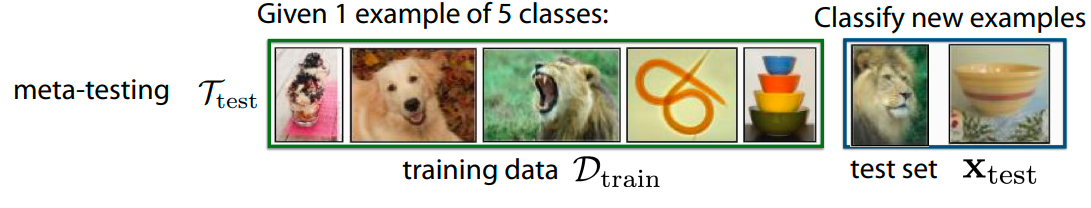 Given 1 example of 5 classes:
Classify new examples
meta-testing 𝒯test
training data 𝒟train
test set 𝐱test